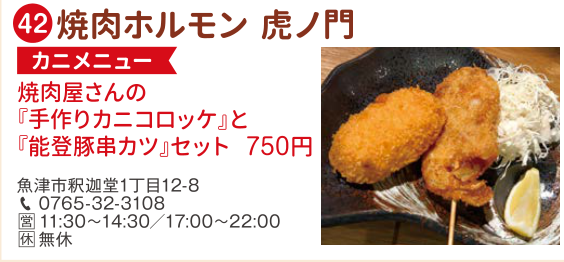 42 焼肉ホルモン 虎ノ門
カニメニュー
焼肉屋さんの
『手作りカニコロッケ』と
『能登豚串カツ』セット 750円
魚津市釈迦堂1丁目12-8
📞 0765-32-3108
営 11:30〜14:30／17:00〜22:00
休 無休